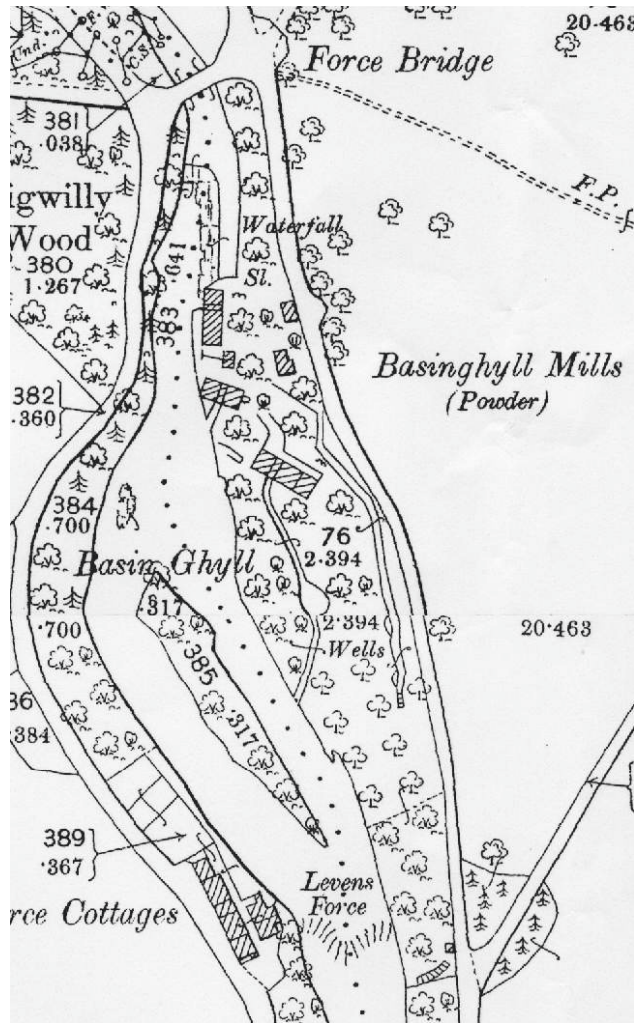 Und.
F.
C.S.
20·463
Force Bridge
381
·038
F.P.
igwilly
Wood
380
1·267
Waterfall
641
Sl.
383
Basinghyll Mills
(Powder)
382
·360
384
·700
76
2·394
Basin Ghyll
·317
2·394
·700
20·463
Wells
385
·317
36
·384
389
·367
Levens
Force
rce Cottages